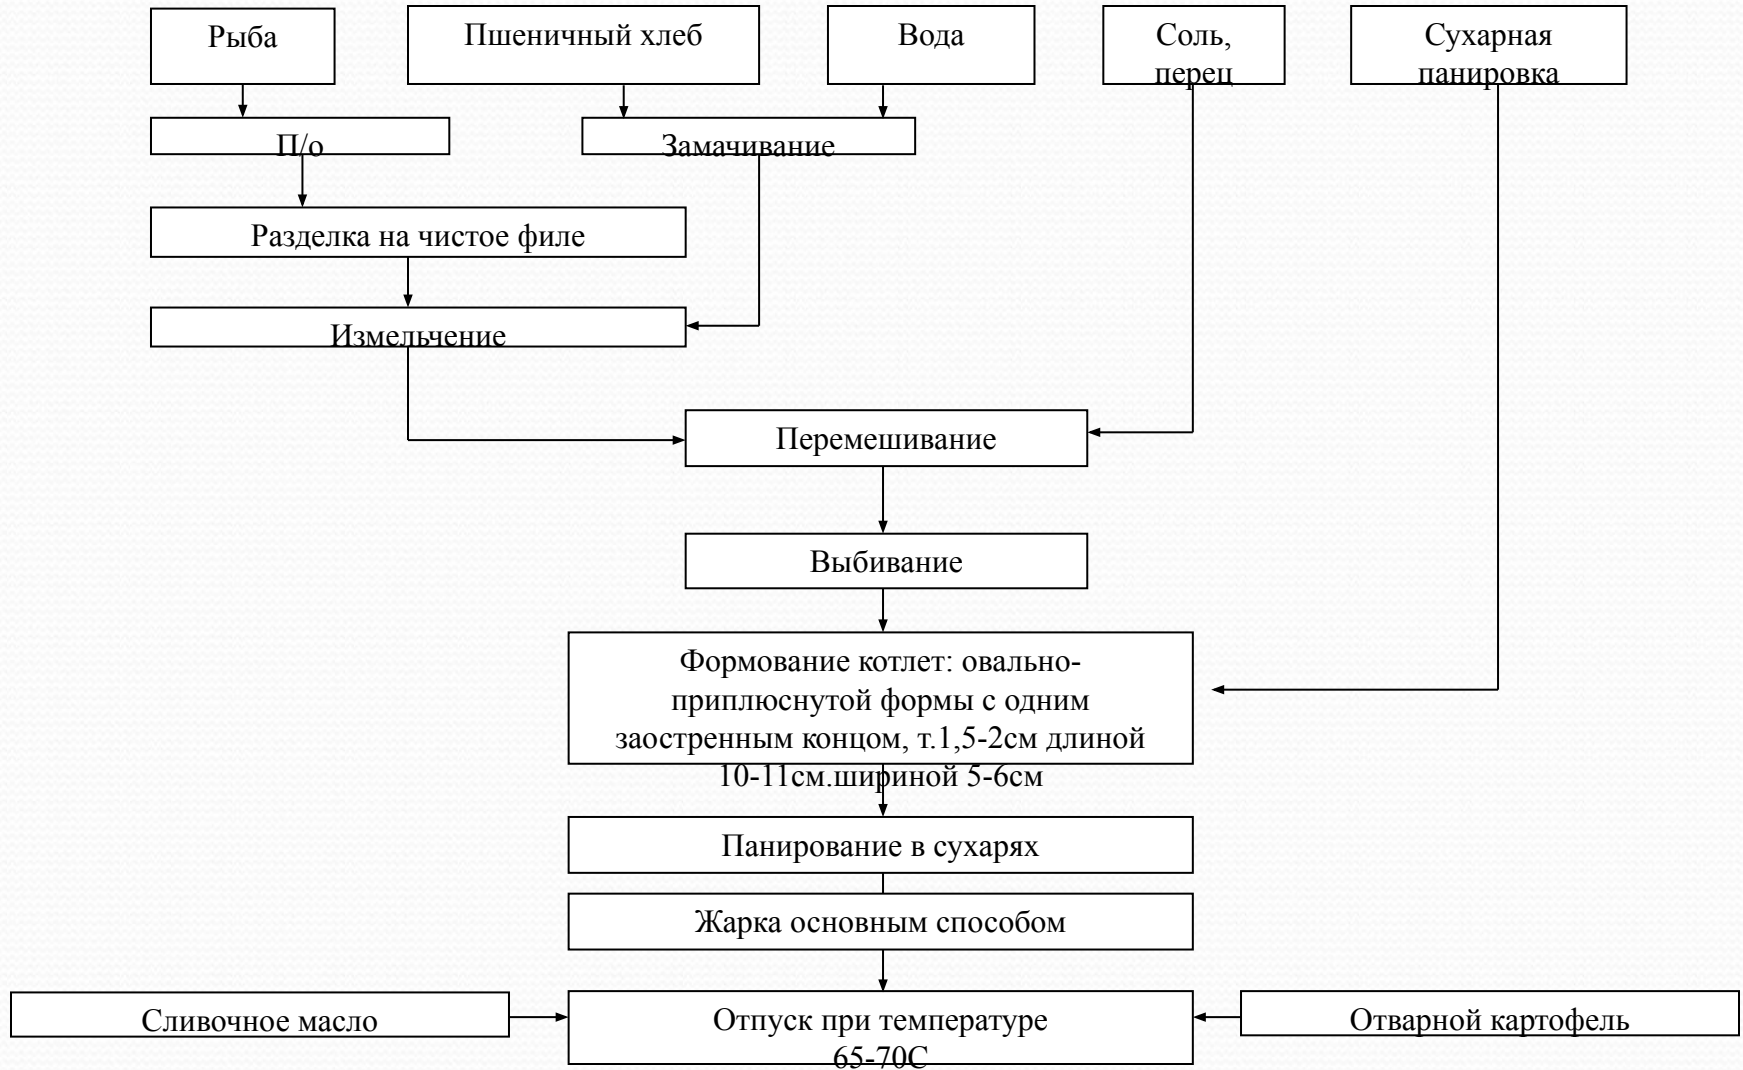 Рыба
Пшеничный хлеб
Вода
Соль,
перец
Сухарная
панировка
П/о
Замачивание
Разделка на чистое филе
Измельчение
Перемешивание
Выбивание
Формование котлет: овально-
приплюснутой формы с одним
заостренным концом, т.1,5-2см длиной
10-11см.шириной 5-6см
Панирование в сухарях
Жарка основным способом
Сливочное масло
Отпуск при температуре
65-70С
Отварной картофель